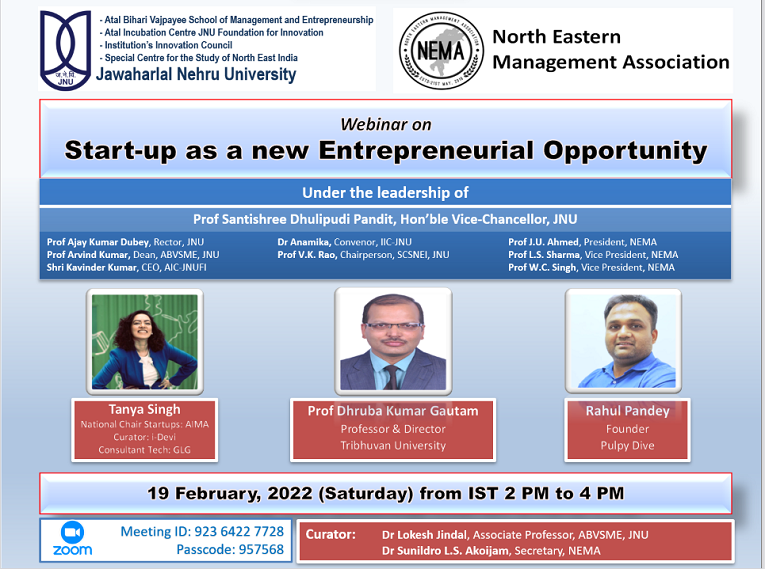 - Atal Bihari Vajpayee School of Management and Entrepreneurship
- Atal Incubation Centre JNU Foundation for Innovation
- Institution's Innovation Council
- Special Centre for the Study of North East India
Jawaharlal Nehru University
ज.ने.वि.
JNU
NORTH EASTERN MANAGEMENT ASSOCIATION
NEMA
North Eastern
Management Association
Webinar on
Start-up as a new Entrepreneurial Opportunity
Under the leadership of
Prof Santishree Dhulipudi Pandit, Hon'ble Vice-Chancellor, JNU
Prof Ajay Kumar Dubey, Rector, JNU
Prof Arvind Kumar, Dean, ABVSME, JNU
Shri Kavinder Kumar, CEO, AIC-JNUFI
Dr Anamika, Convenor, IIC-JNU
Prof V.K. Rao, Chairperson, SCSNEI, JNU
Prof J.U. Ahmed, President, NEMA
Prof L.S. Sharma, Vice President, NEMA
Prof W.C. Singh, Vice President, NEMA
Tanya Singh
National Chair Startups: AIMA
Curator: i-Devi
Consultant Tech: GLG
Prof Dhruba Kumar Gautam
Professor & Director
Tribhuvan University
Rahul Pandey
Founder
Pulpy Dive
19 February, 2022 (Saturday) from IST 2 PM to 4 PM
zoom
Meeting ID: 923 6422 7728
Passcode: 957568
Curator:
Dr Lokesh Jindal, Associate Professor, ABVSME, JNU
Dr Sunildro L.S. Akoijam, Secretary, NEMA